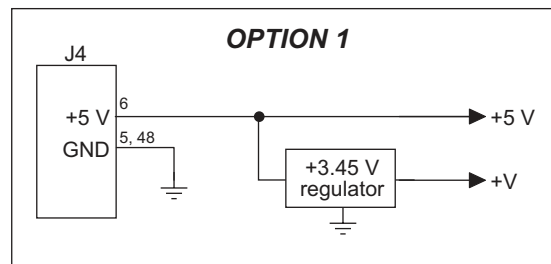 OPTION 1
J4
+5 V
6
+5 V
GND
5, 48
+3.45 V
regulator
+V